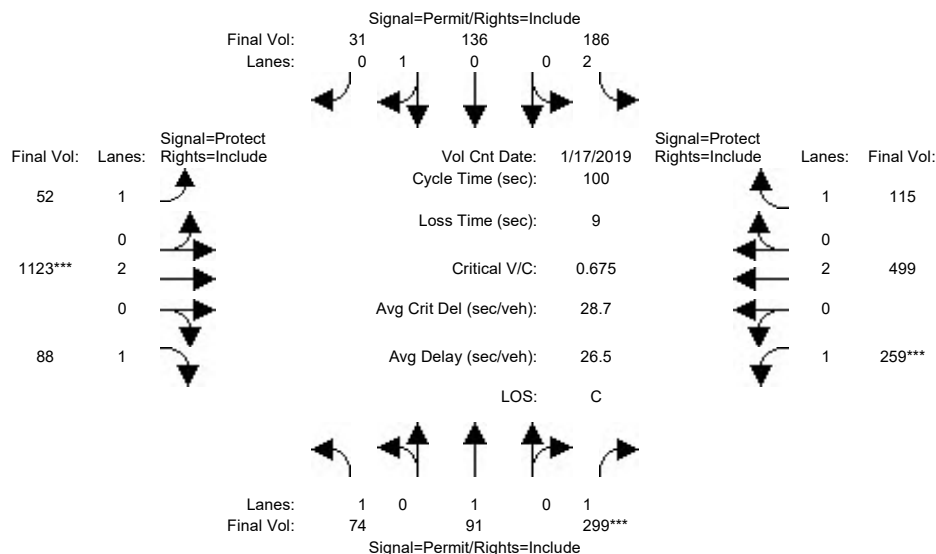 Signal=Permit/Rights=Include
Final Vol: 31 136 186
Lanes: 0 1 0 0 2
Signal=Protect
Final Vol: Lanes: Rights=Include
Vol Cnt Date: 1/17/2019
Signal=Protect
Rights=Include Lanes: Final Vol:
Cycle Time (sec): 100
52 1
1 115
Loss Time (sec): 9
0
0
1123*** 2
Critical V/C: 0.675
2 499
0
Avg Crit Del (sec/veh): 28.7
0
88 1
Avg Delay (sec/veh): 26.5
1 259***
LOS: C
Lanes: 1 0 1 0 1
Final Vol: 74 91 299***
Signal=Permit/Rights=Include